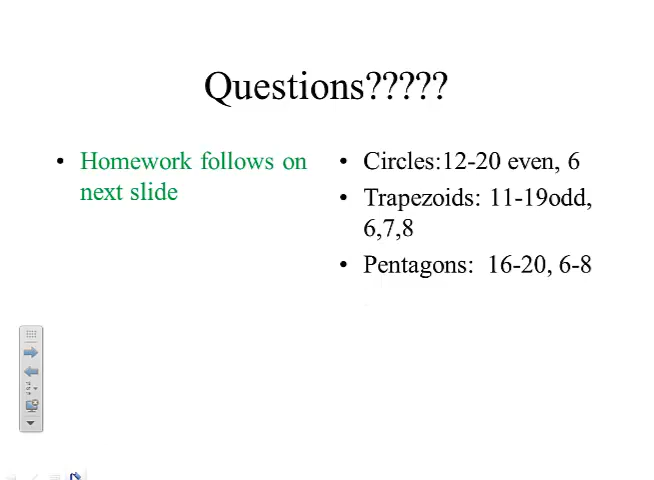 Questions?????
• Homework follows on
next slide
• Circles:12-20 even, 6
• Trapezoids: 11-19odd,
6,7,8
• Pentagons: 16-20, 6-8